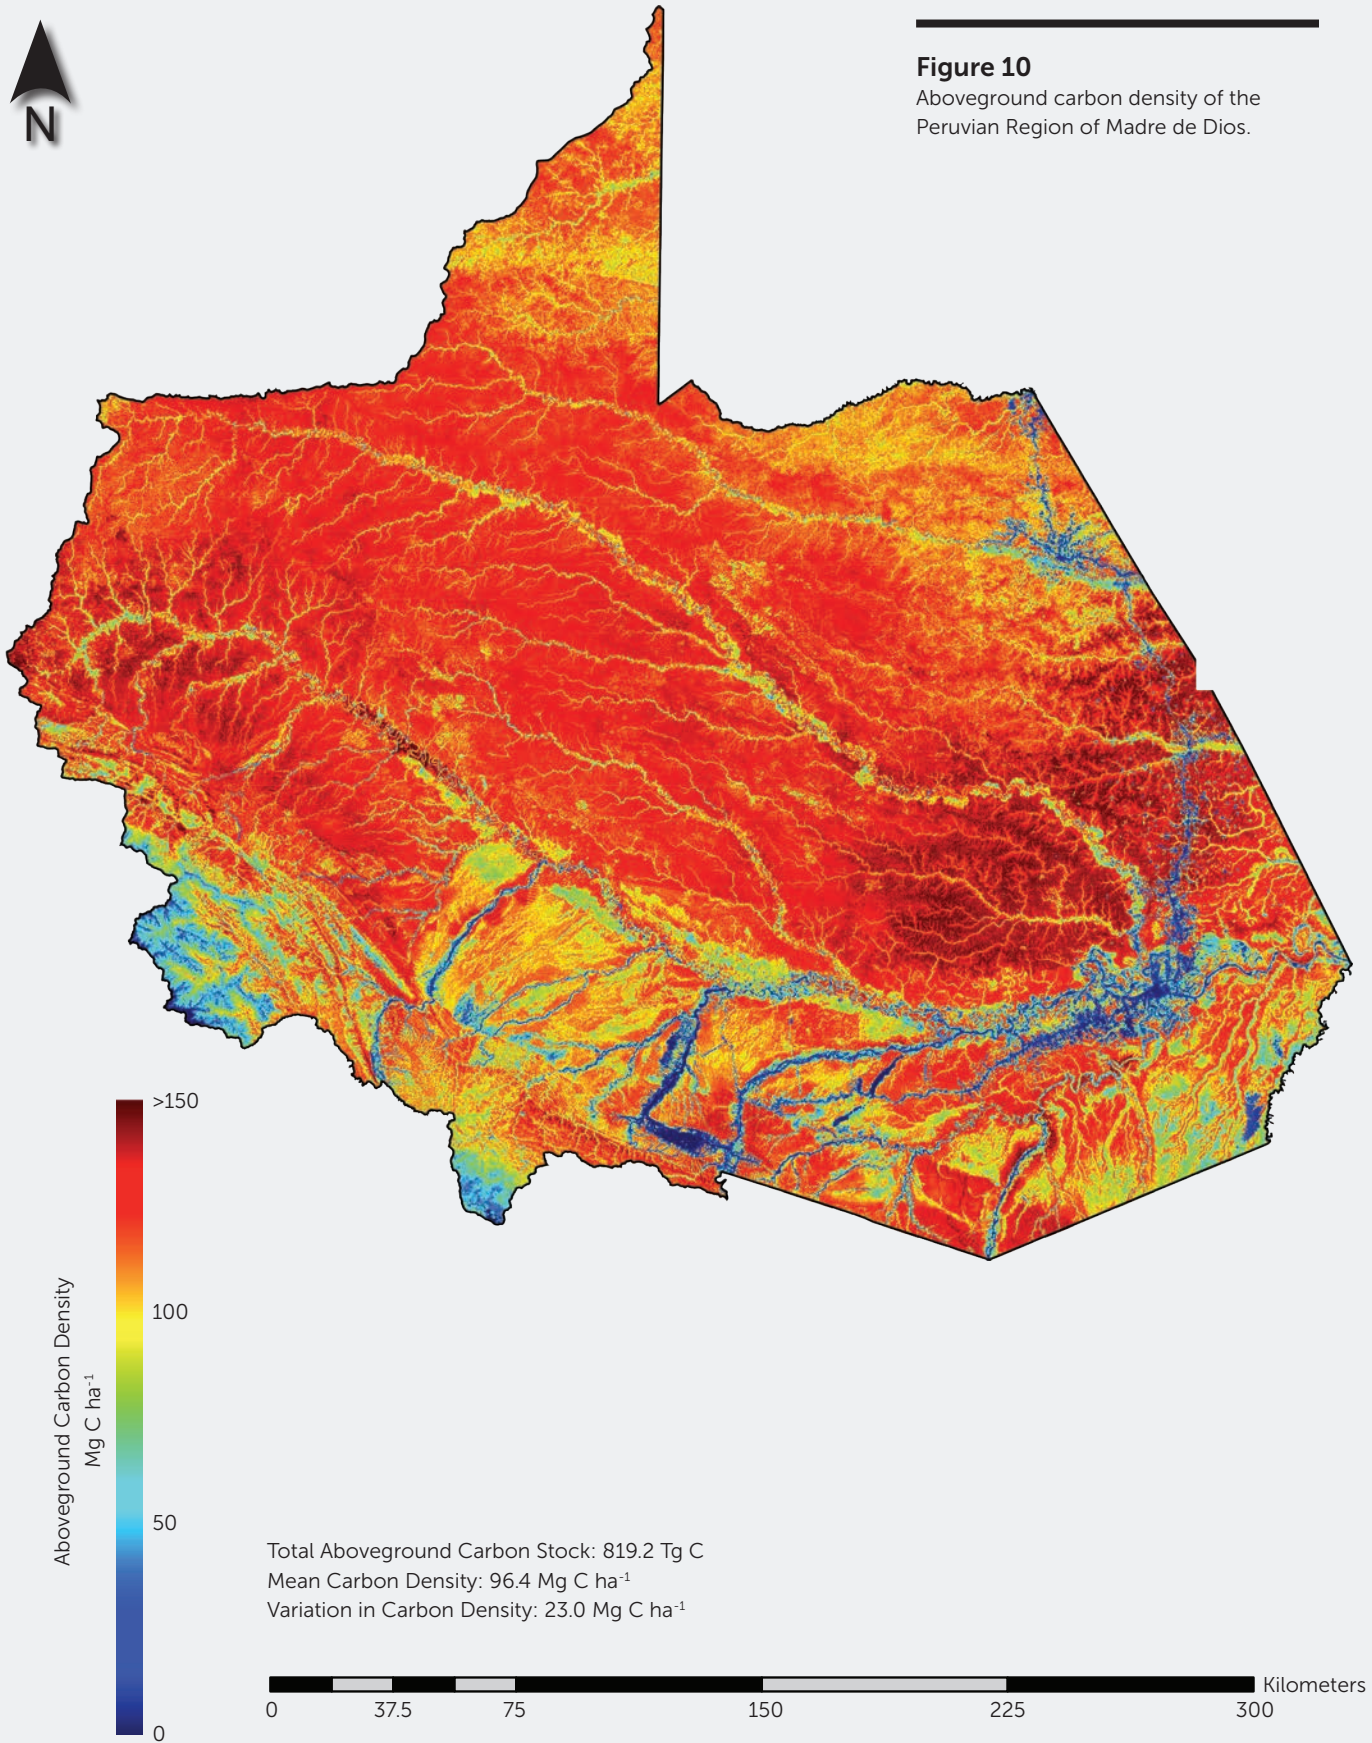 N
Figure 10
Aboveground carbon density of the
Peruvian Region of Madre de Dios.
>150
100
50
0
Aboveground Carbon Density
Mg C ha⁻¹
Total Aboveground Carbon Stock: 819.2 Tg C
Mean Carbon Density: 96.4 Mg C ha⁻¹
Variation in Carbon Density: 23.0 Mg C ha⁻¹
Kilometers
0 37.5 75 150 225 300